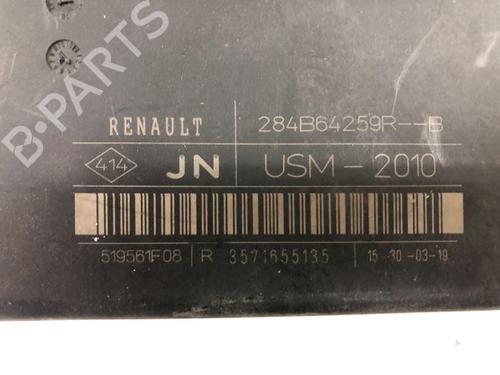 B-PARTS
RENAULT 284B64259R--B
414 JN USM-2010
519561F08 R 3571655135 15 30-03-19